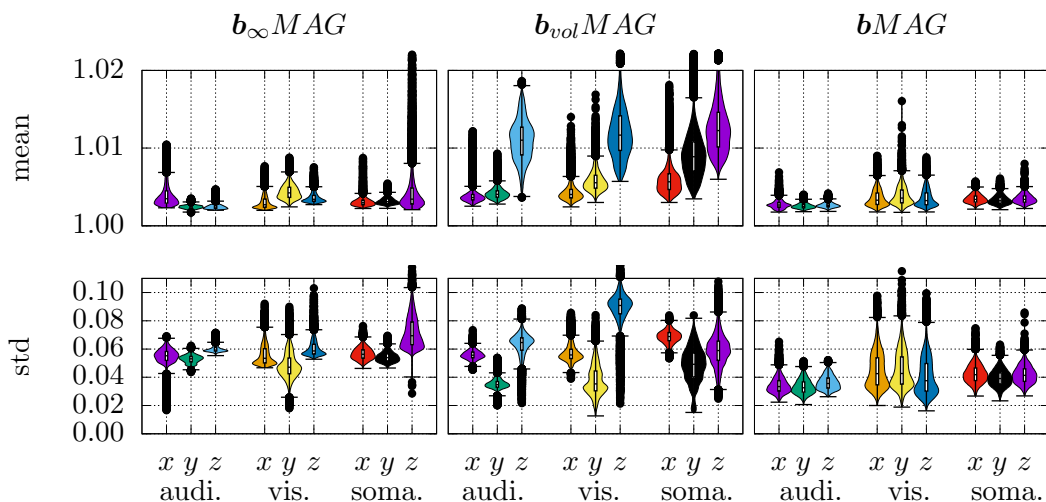 b∞MAG b_volMAG bMAG
mean
1.02
1.01
1.00
std
0.10
0.08
0.06
0.04
0.02
0.00
x y z x y z x y z x y z x y z x y z x y z x y z x y z
audi. vis. soma. audi. vis. soma. audi. vis. soma.